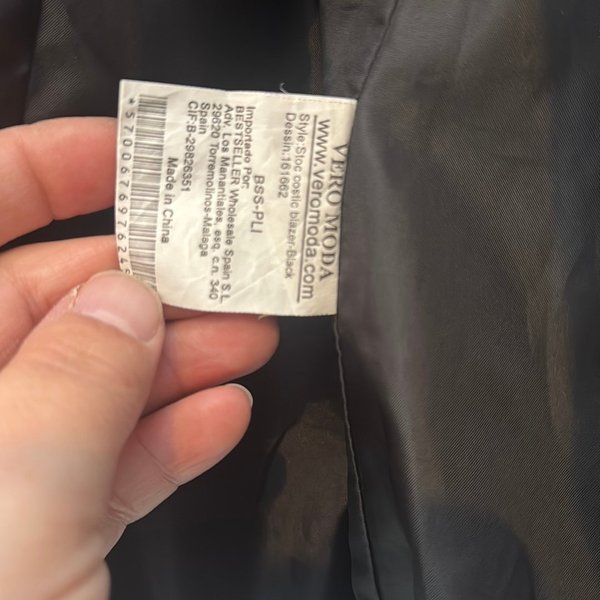 VERO MODA
www.veromoda.com
Style:Stoc costic blazer-Black
Dessin:161662
BSS-PLI
Importado Por:
BESTSELLER Wholesale Spain S.L
Adv. Los Manantiales, esq. c.n. 340
29620 Torremolinos-Malaga
Spain
CIF:B-29826351
Made in China